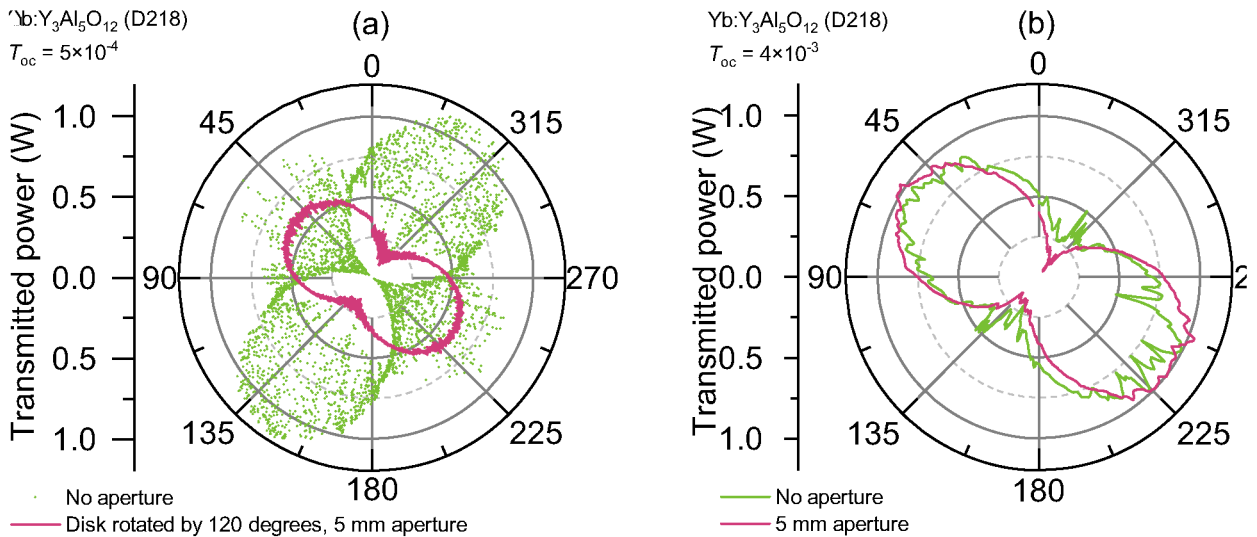 Yb:Y₃Al₅O₁₂ (D218)
(a)
T_oc = 5×10⁻⁴
0
45
315
90
270
135
225
180
Transmitted power (W)
1.0
0.5
0.0
0.5
1.0
No aperture
Disk rotated by 120 degrees, 5 mm aperture
Yb:Y₃Al₅O₁₂ (D218)
(b)
T_oc = 4×10⁻³
0
45
315
90
2
135
225
180
Transmitted power (W)
1.0
0.5
0.0
0.5
1.0
No aperture
5 mm aperture